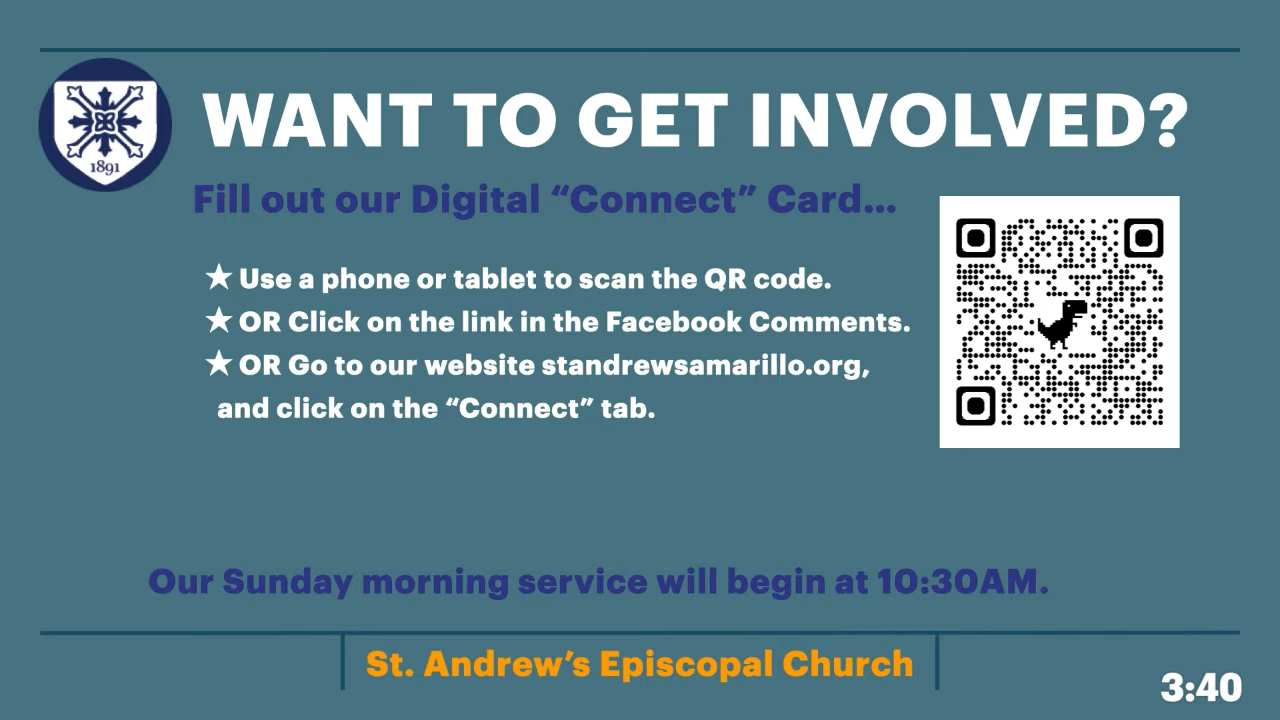 1891
WANT TO GET INVOLVED?
Fill out our Digital “Connect” Card...
★ Use a phone or tablet to scan the QR code.
★ OR Click on the link in the Facebook Comments.
★ OR Go to our website standrewsamarillo.org,
and click on the “Connect” tab.
Our Sunday morning service will begin at 10:30AM.
St. Andrew’s Episcopal Church
3:40